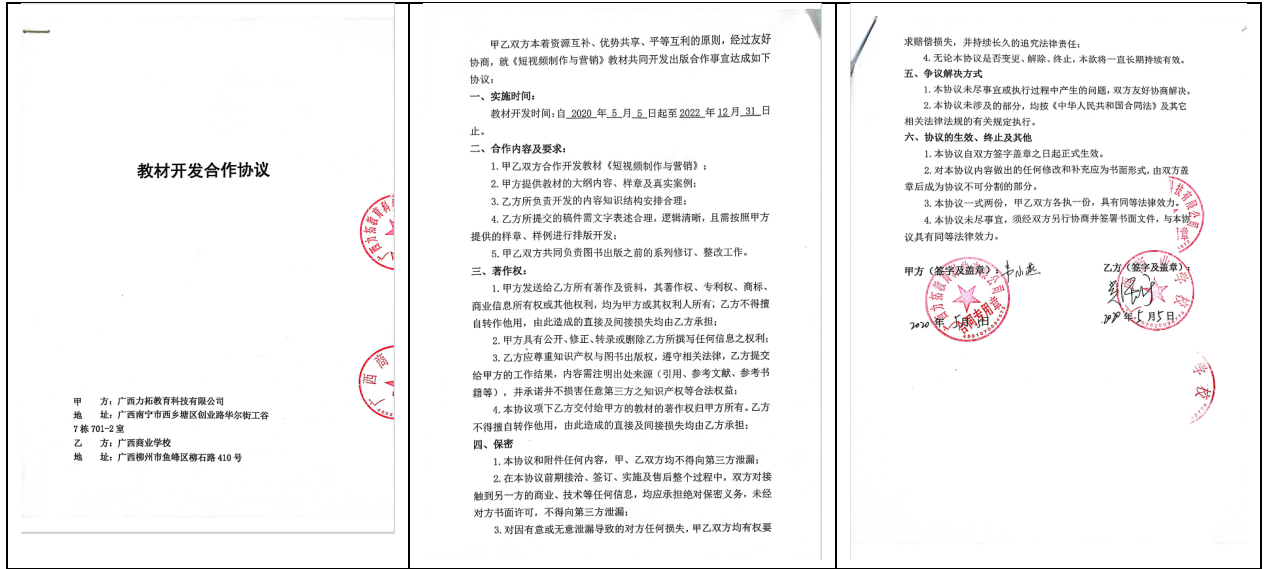 教材开发合作协议
甲 方：广西力拓教育科技有限公司
地 址：广西南宁市西乡塘区创业路华尔街工谷
7栋701-2室
乙 方：广西商业学校
地 址：广西柳州市鱼峰区柳石路410号
甲乙双方本着资源互补、优势共享、平等互利的原则，经过友好
协商，就《短视频制作与营销》教材共同开发出版合作事宜达成如下
协议：
一、实施时间：
教材开发时间：自 2020 年 5 月 5 日起至 2022 年 12 月 31 日
止。
二、合作内容及要求：
1.甲乙双方合作开发教材《短视频制作与营销》；
2.甲方提供教材的大纲内容、样章及真实案例；
3.乙方所负责开发的内容知识结构安排合理；
4.乙方所提交的稿件需文字表述合理，逻辑清晰，且需按照甲方
提供的样章、样例进行排版开发；
5.甲乙双方共同负责图书出版之前的系列修订、整改工作。
三、著作权：
1.甲方发送给乙方所有著作及资料，其著作权、专利权、商标、
商业信息所有权或其他权利，均为甲方或其权利人所有；乙方不得擅
自转作他用，由此造成的直接及间接损失均由乙方承担；
2.甲方具有公开、修正、转录或删除乙方所撰写任何信息之权利；
3.乙方应尊重知识产权与图书出版权，遵守相关法律，乙方提交
给甲方的工作结果，内容需注明出处来源（引用、参考文献、参考书
籍等），并承诺并不损害任意第三方之知识产权等合法权益；
4.本协议项下乙方交付给甲方的教材的著作权归甲方所有。乙方
不得擅自转作他用，由此造成的直接及间接损失均由乙方承担；
四、保密
1.本协议和附件任何内容，甲、乙双方均不得向第三方泄漏；
2.在本协议前期接洽、签订、实施及售后整个过程中，双方对接
触到另一方的商业、技术等任何信息，均应承担绝对保密义务，未经
对方书面许可，不得向第三方泄漏；
3.对因有意或无意泄漏导致的对方任何损失，甲乙双方均有权要
求赔偿损失，并持续长久的追究法律责任；
4.无论本协议是否变更、解除、终止，本款将一直长期持续有效。
五、争议解决方式
1.本协议未尽事宜或执行过程中产生的问题，双方友好协商解决。
2.本协议未涉及的部分，均按《中华人民共和国合同法》及其它
相关法律法规的有关规定执行。
六、协议的生效、终止及其他
1.本协议自双方签字盖章之日起正式生效。
2.对本协议内容做出的任何修改和补充应为书面形式，由双方盖
章后成为协议不可分割的部分。
3.本协议一式两份，甲乙双方各执一份，具有同等法律效力。
4.本协议未尽事宜，须经双方另行协商并签署书面文件，与本协
议具有同等法律效力。
甲方（签字及盖章）：
乙方（签字及盖章）：
2020 年 5 月 日
2020 年 5 月 5 日
合同专用章